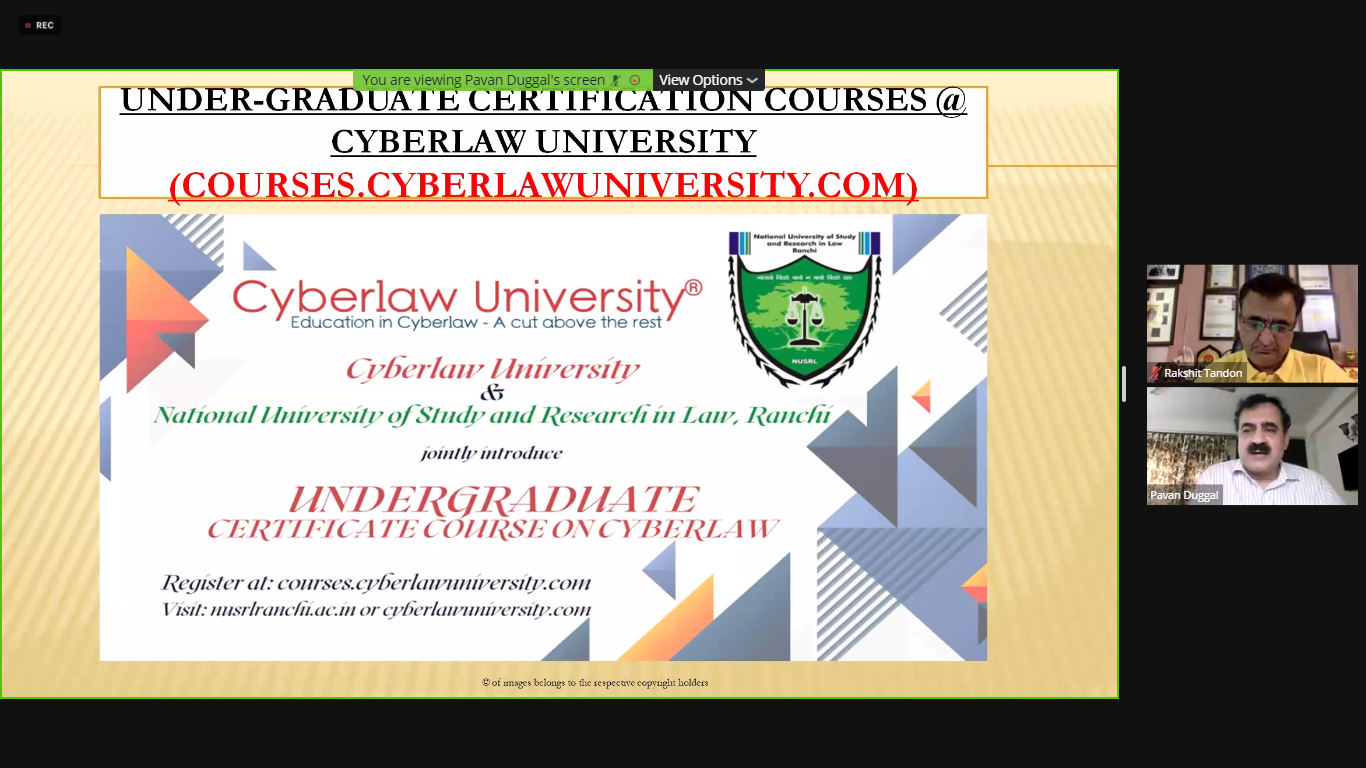 REC
You are viewing Pavan Duggal's screen
View Options
UNDER-GRADUATE CERTIFICATION COURSES @
CYBERLAW UNIVERSITY
(COURSES.CYBERLAWUNIVERSITY.COM)
National University of Study
and Research in Law
Ranchi
NUSRL
Cyberlaw University®
Education in Cyberlaw - A cut above the rest
Cyberlaw University
&
National University of Study and Research in Law, Ranchi
jointly introduce
UNDERGRADUATE
CERTIFICATE COURSE ON CYBERLAW
Register at: courses.cyberlawuniversity.com
Visit: nusrlranchi.ac.in or cyberlawuniversity.com
© of images belongs to the respective copyright holders
Rakshit Tandon
Pavan Duggal